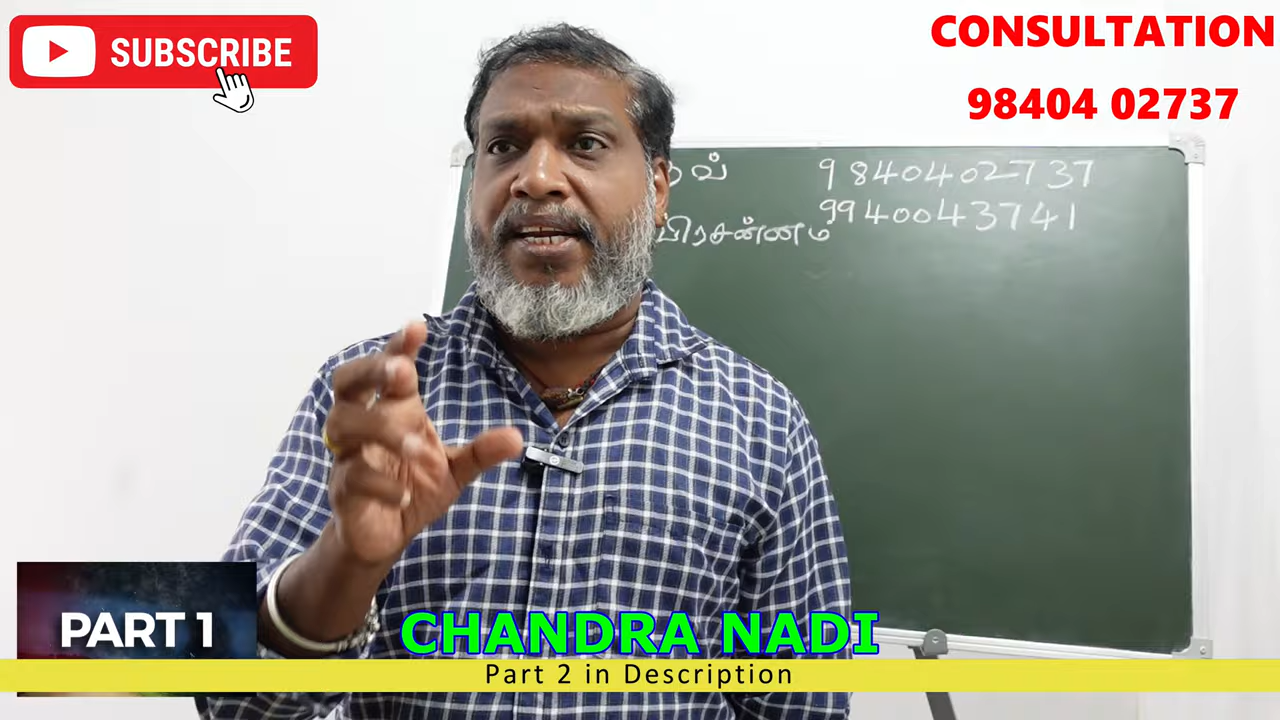 SUBSCRIBE
CONSULTATION
98404 02737
9840402737
9940043741
பிரசன்னம்
PART 1
CHANDRA NADI
Part 2 in Description